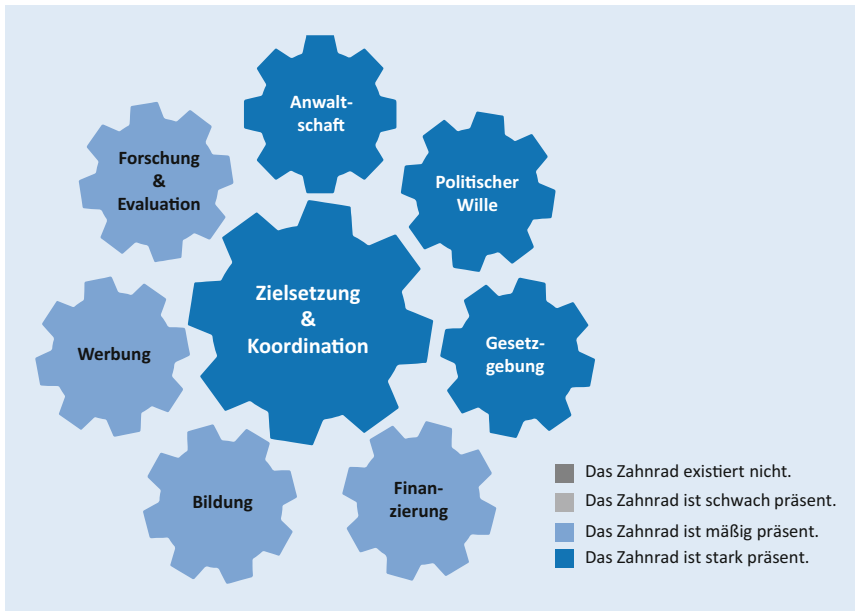 Anwalt-
schaft
Politischer
Wille
Gesetz-
gebung
Finan-
zierung
Bildung
Werbung
Forschung
&
Evaluation
Zielsetzung
&
Koordination
Das Zahnrad existiert nicht.
Das Zahnrad ist schwach präsent.
Das Zahnrad ist mäßig präsent.
Das Zahnrad ist stark präsent.